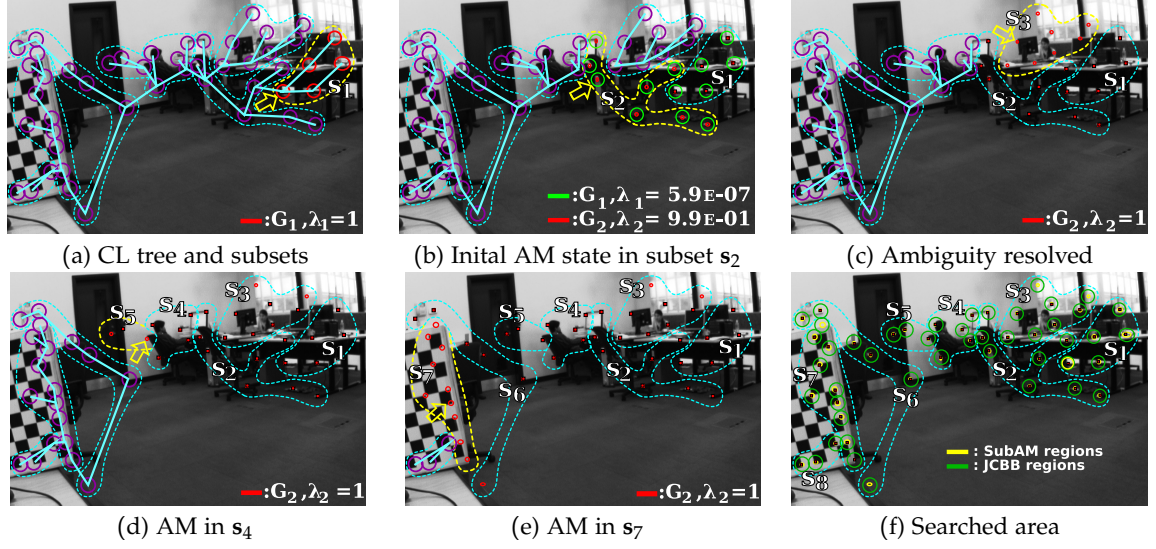 S1
:G1,λ1=1
(a) CL tree and subsets
S1
S2
:G1,λ1= 5.9E-07
:G2,λ2= 9.9E-01
(b) Inital AM state in subset s2
S3
S1
S2
:G2,λ2=1
(c) Ambiguity resolved
S3
S4
S5
S1
S2
:G2,λ2=1
(d) AM in s4
S3
S4
S5
S1
S2
S7
S6
:G2,λ2=1
(e) AM in s7
S3
S4
S5
S1
S2
S7
S6
: SubAM regions
: JCBB regions
S8
(f) Searched area